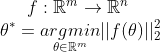 f : ℝ^m → ℝ^n
θ* = argmin_{θ∈ℝ^m} ||f(θ)||_2^2